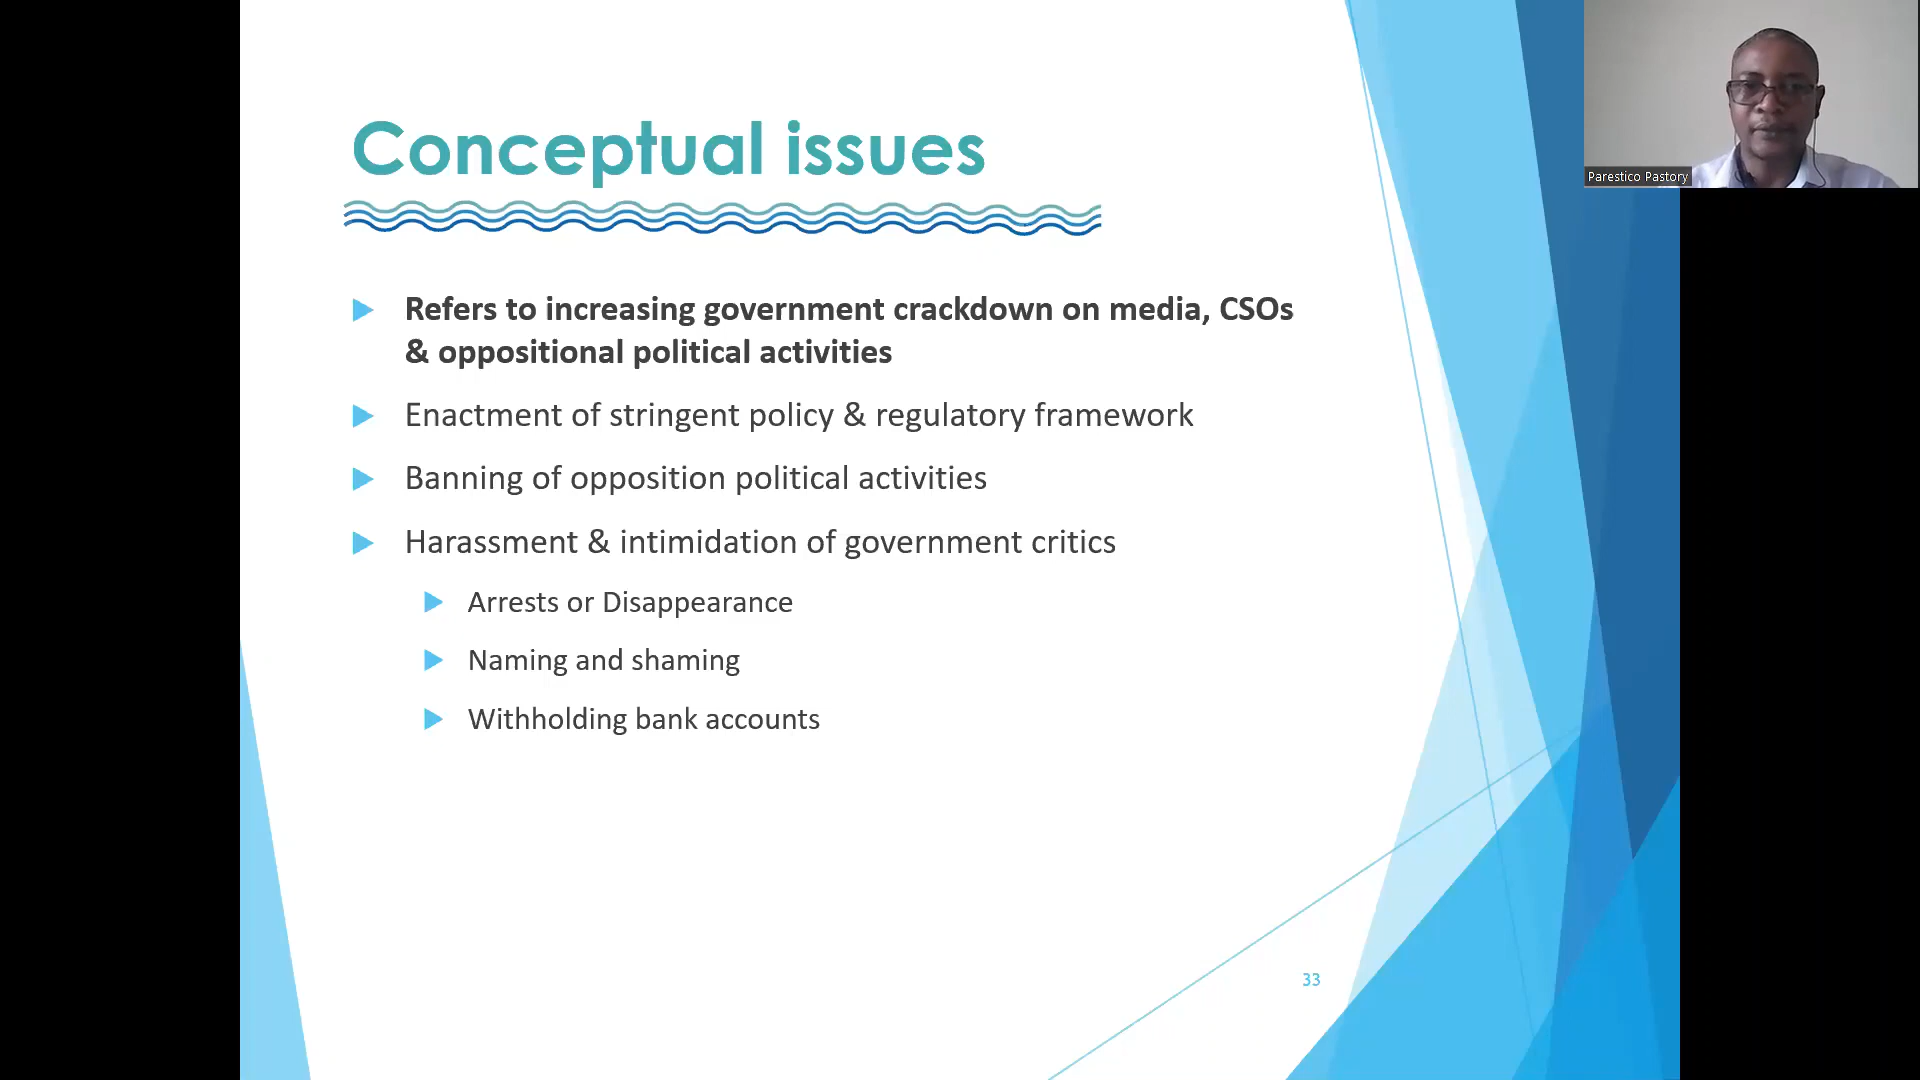 Conceptual issues
Refers to increasing government crackdown on media, CSOs
& oppositional political activities
Enactment of stringent policy & regulatory framework
Banning of opposition political activities
Harassment & intimidation of government critics
Arrests or Disappearance
Naming and shaming
Withholding bank accounts
33
Parestico Pastory